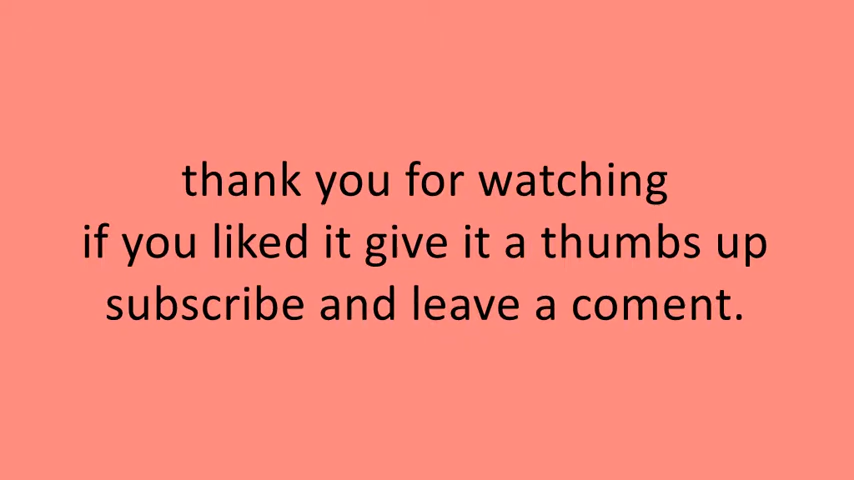 thank you for watching
if you liked it give it a thumbs up
subscribe and leave a coment.